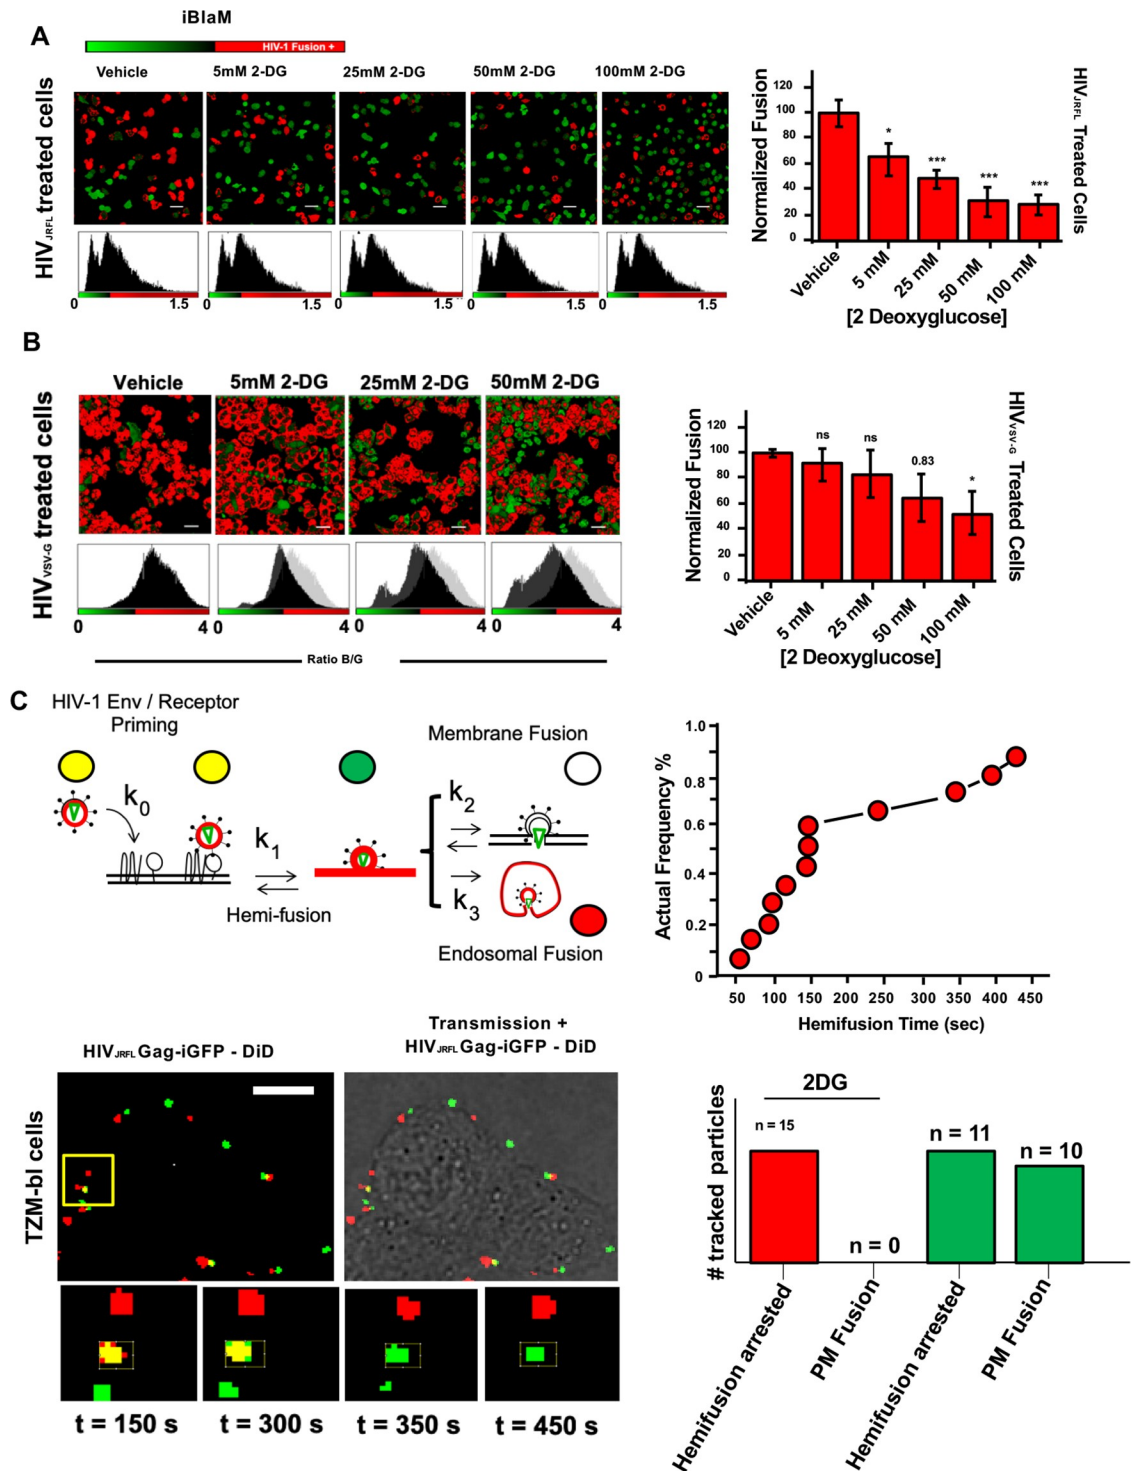 A
iBlaM
HIV-1 Fusion +
Vehicle
5mM 2-DG
25mM 2-DG
50mM 2-DG
100mM 2-DG
HIVJRFL treated cells
0 1.5
0 1.5
0 1.5
0 1.5
0 1.5
Normalized Fusion
120
100
80
60
40
20
0
*
***
***
***
Vehicle
5 mM
25 mM
50 mM
100 mM
[2 Deoxyglucose]
HIVJRFL Treated Cells
B
Vehicle
5mM 2-DG
25mM 2-DG
50mM 2-DG
HIVVSV-G treated cells
0 4
0 4
0 4
0 4
Ratio B/G
Normalized Fusion
120
100
80
60
40
20
0
ns
ns
0.83
*
Vehicle
5 mM
25 mM
50 mM
100 mM
[2 Deoxyglucose]
HIVVSV-G Treated Cells
C
HIV-1 Env / Receptor
Priming
k0
k1
Hemi-fusion
Membrane Fusion
k2
k3
Endosomal Fusion
Actual Frequency %
1.0
0.8
0.6
0.4
0.2
0
50 100 150 200 250 300 350 400 450
Hemifusion Time (sec)
HIVJRFL Gag-iGFP - DiD
Transmission +
HIVJRFL Gag-iGFP - DiD
TZM-bl cells
t = 150 s
t = 300 s
t = 350 s
t = 450 s
# tracked particles
2DG
n = 15
n = 0
n = 11
n = 10
Hemifusion arrested
PM Fusion
Hemifusion arrested
PM Fusion